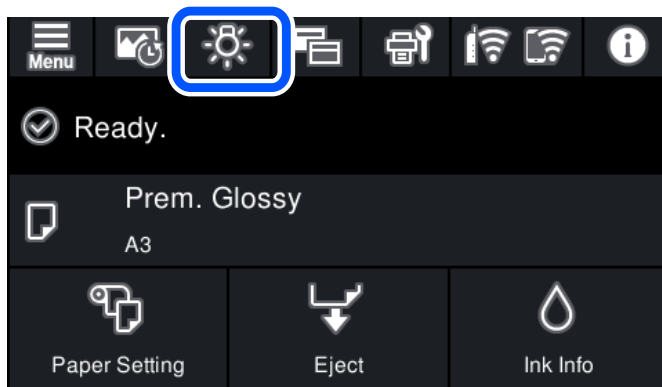 Menu
Ready.
Prem. Glossy
A3
Paper Setting
Eject
Ink Info